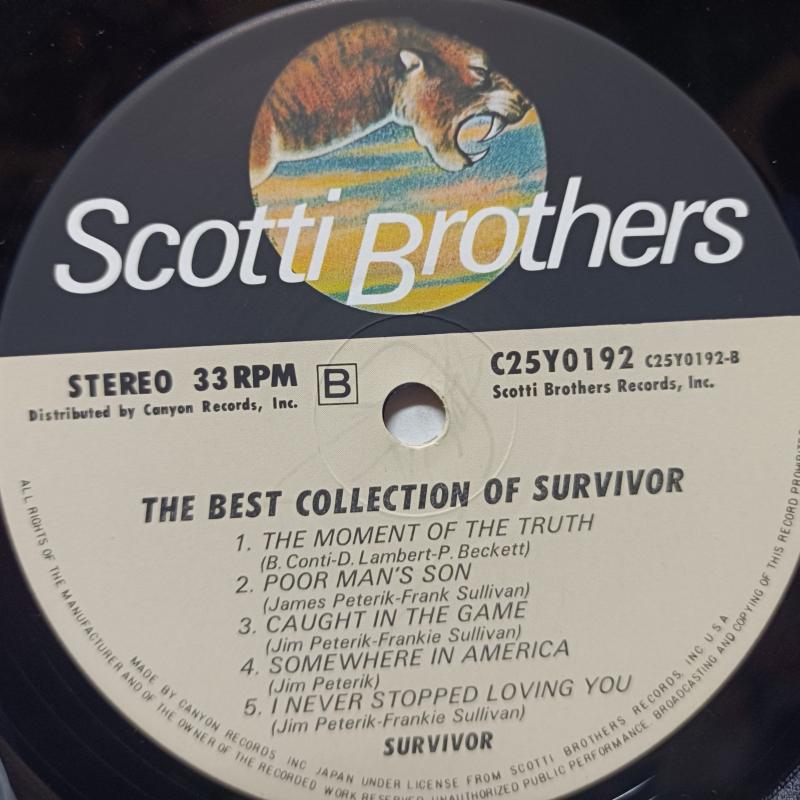 Scotti Brothers
STEREO 33 RPM
B
C25Y0192 C25Y0192-B
Distributed by Canyon Records, Inc.
Scotti Brothers Records, Inc.
THE BEST COLLECTION OF SURVIVOR
1. THE MOMENT OF THE TRUTH
(B. Conti-D. Lambert-P. Beckett)
2. POOR MAN'S SON
(James Peterik-Frank Sullivan)
3. CAUGHT IN THE GAME
(Jim Peterik-Frankie Sullivan)
4. SOMEWHERE IN AMERICA
(Jim Peterik)
5. I NEVER STOPPED LOVING YOU
(Jim Peterik-Frankie Sullivan)
SURVIVOR
MADE BY CANYON RECORDS INC JAPAN UNDER LICENSE FROM SCOTTI BROTHERS RECORDS, INC U.S.A
ALL RIGHTS OF THE MANUFACTURER AND OF THE OWNER OF THE RECORDED WORK RESERVED. UNAUTHORIZED PUBLIC PERFORMANCE. BROADCASTING AND COPYING OF THIS RECORD